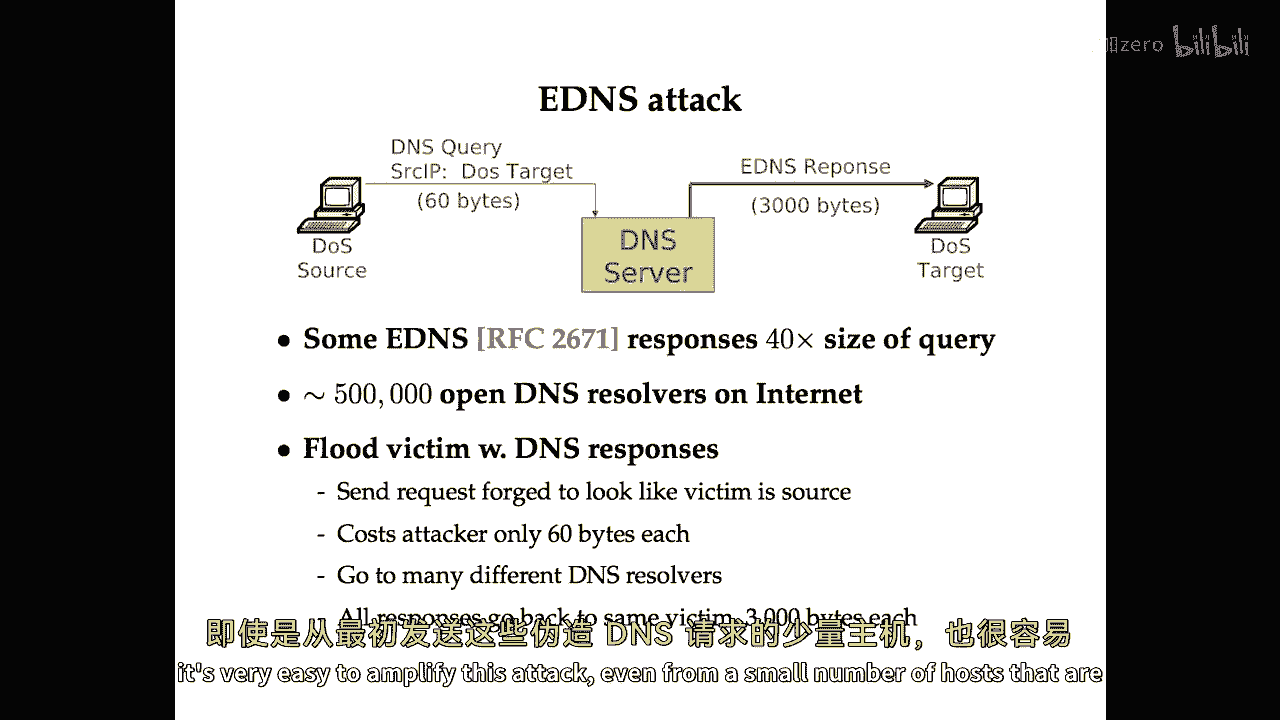 zero bilibili
EDNS attack
DNS Query
SrcIP: Dos Target
(60 bytes)
EDNS Reponse
(3000 bytes)
DoS
Source
DNS
Server
DoS
Target
• Some EDNS [RFC 2671] responses 40× size of query
• ∼ 500,000 open DNS resolvers on Internet
• Flood victim w. DNS responses
- Send request forged to look like victim is source
- Costs attacker only 60 bytes each
- Go to many different DNS resolvers
- All responses go back to same victim, 3,000 bytes each
即使是从最初发送这些伪造 DNS 请求的少量主机，也很容易
it's very easy to amplify this attack, even from a small number of hosts that are